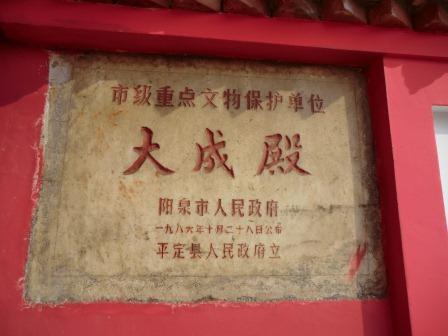 市级重点文物保护单位
大成殿
阳泉市人民政府
一九八六年十月二十八日公布
平定县人民政府立